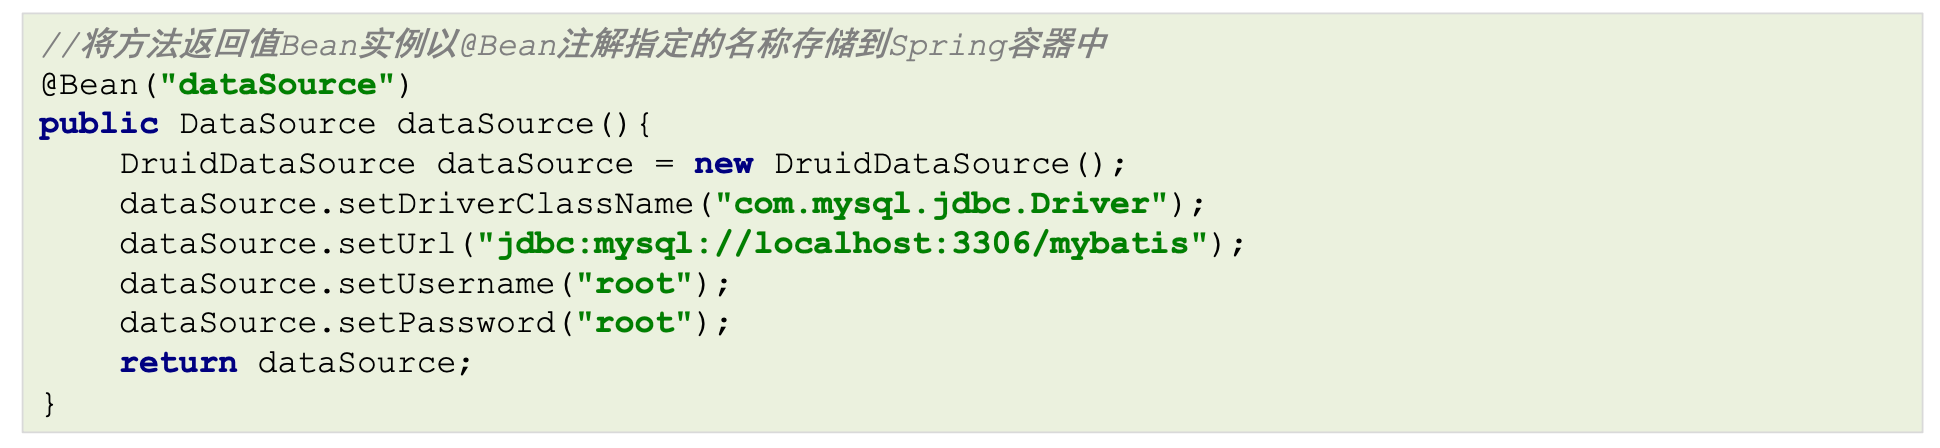 //将方法返回值Bean实例以@Bean注解指定的名称存储到Spring容器中
@Bean("dataSource")
public DataSource dataSource(){
    DruidDataSource dataSource = new DruidDataSource();
    dataSource.setDriverClassName("com.mysql.jdbc.Driver");
    dataSource.setUrl("jdbc:mysql://localhost:3306/mybatis");
    dataSource.setUsername("root");
    dataSource.setPassword("root");
    return dataSource;
}